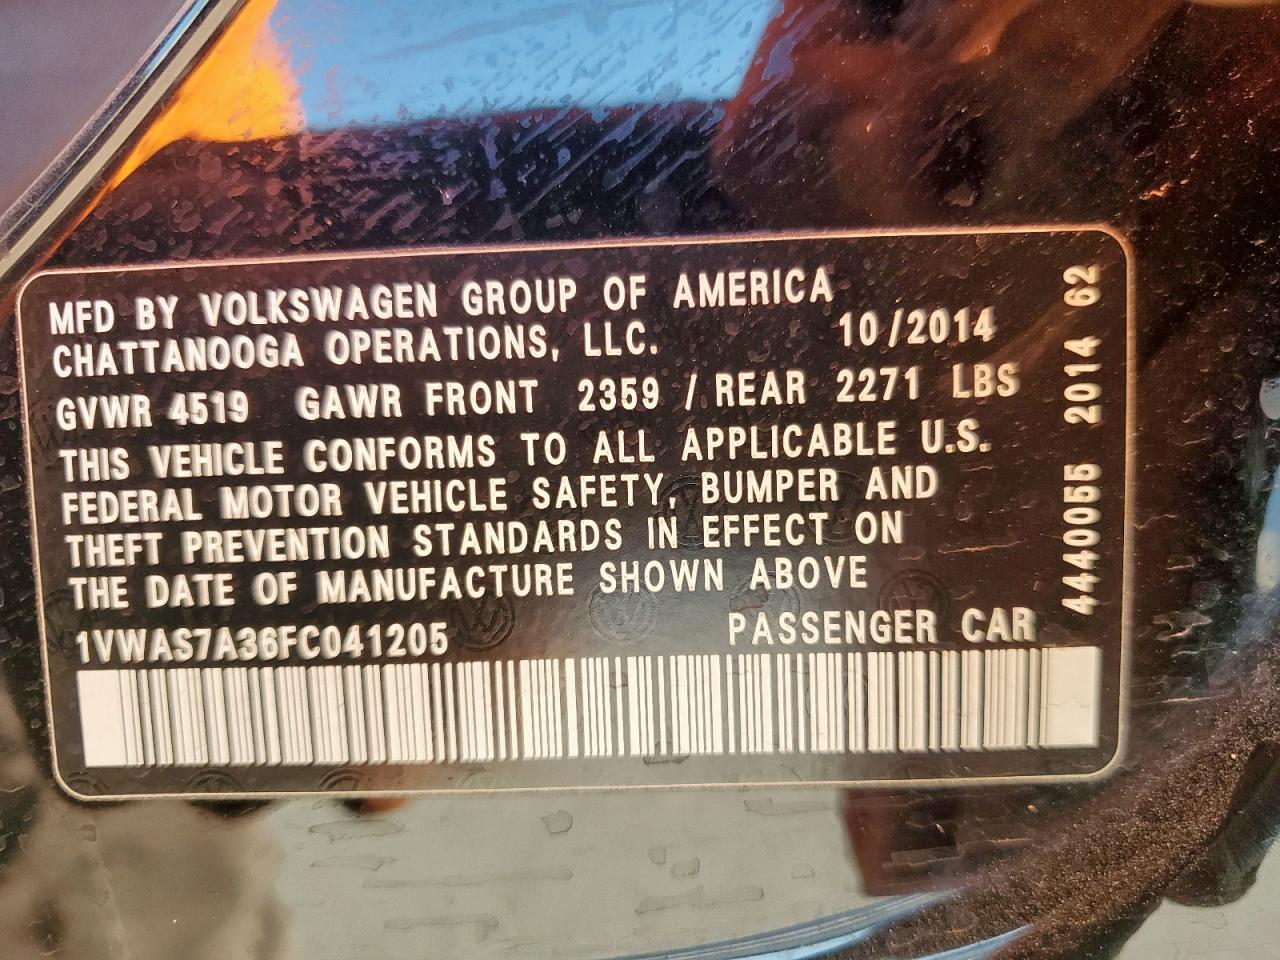 MFD BY VOLKSWAGEN GROUP OF AMERICA
CHATTANOOGA OPERATIONS, LLC. 10/2014
GVWR 4519 GAWR FRONT 2359 / REAR 2271 LBS
THIS VEHICLE CONFORMS TO ALL APPLICABLE U.S.
FEDERAL MOTOR VEHICLE SAFETY, BUMPER AND
THEFT PREVENTION STANDARDS IN EFFECT ON
THE DATE OF MANUFACTURE SHOWN ABOVE
1VWAS7A36FC041205 PASSENGER CAR
4440055 2014 62